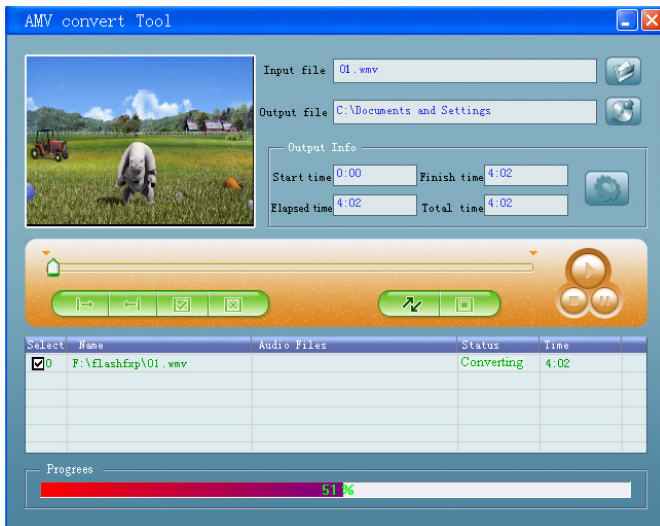 AMV convert Tool
Input file 01.wmv
Output file C:\Documents and Settings
Output Info
Start time 0:00 Finish time 4:02
Elapsed time 4:02 Total time 4:02
Select Name Audio Files Status Time
0 F:\flashfxp\01.wmv Converting 4:02
Progrees
51%